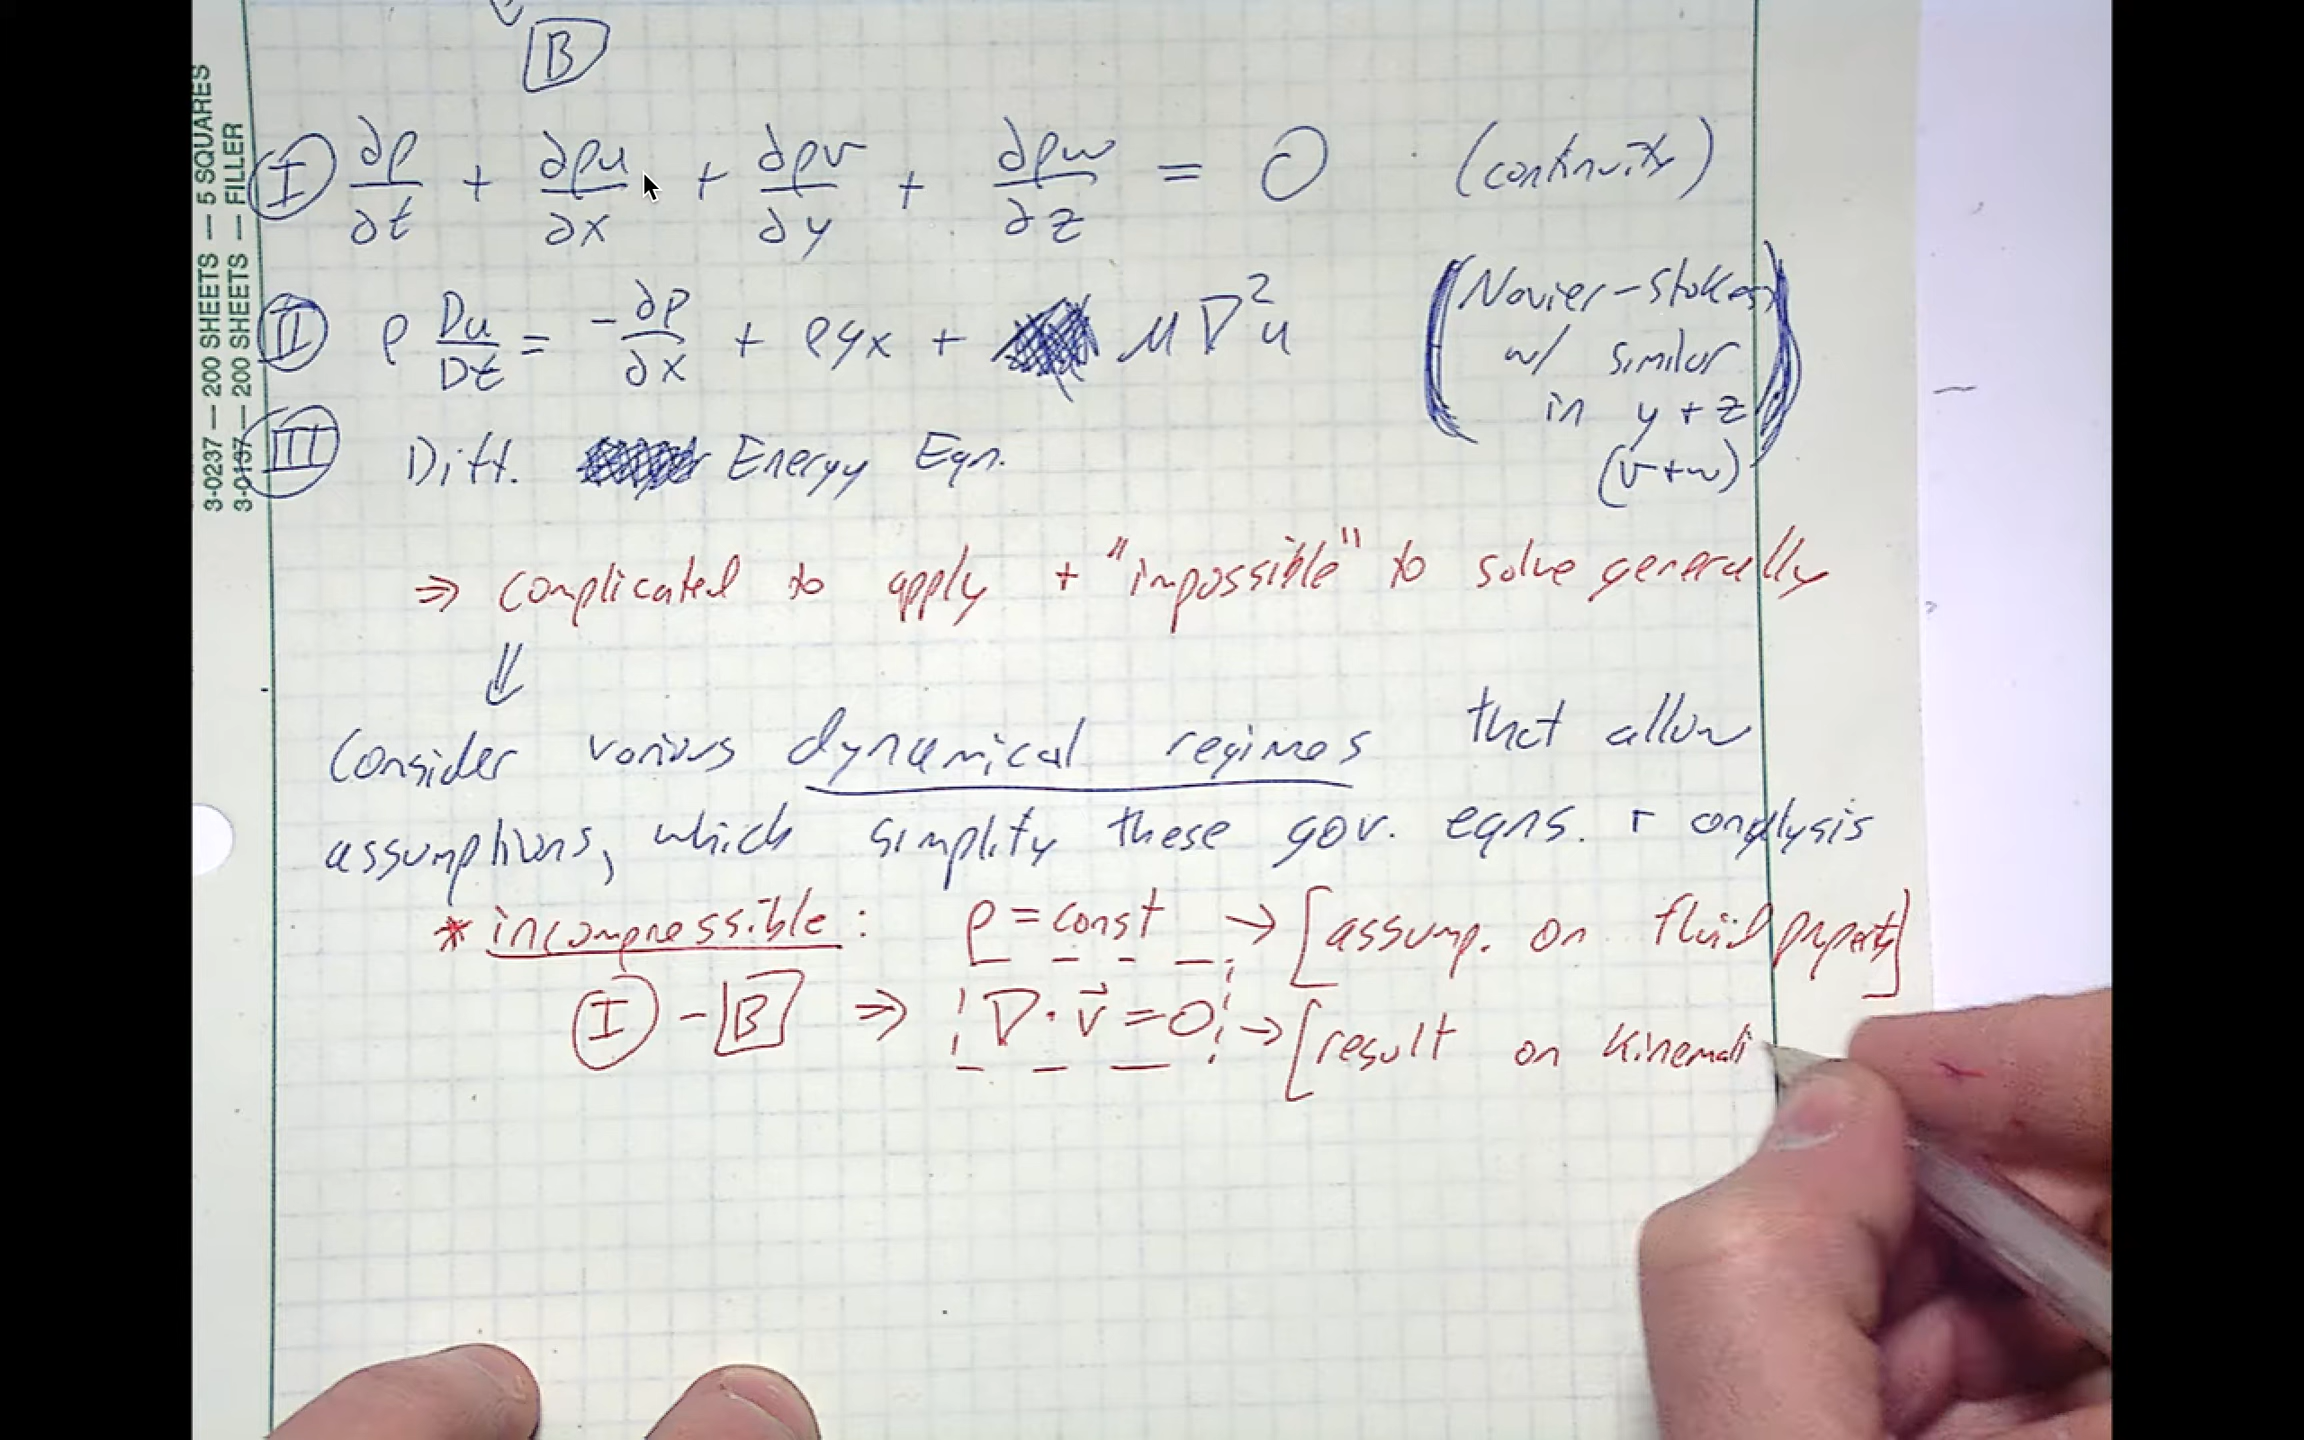 B
I ∂ρ/∂t + ∂ρu/∂x + ∂ρv/∂y + ∂ρw/∂z = 0 (continuity)
II ρ Du/Dt = -∂P/∂x + ρgx + μ∇²u (Navier-Stokes
w/ similar
in y + z
(v+w))
III Diff. Energy Eqn.
⇒ complicated to apply + "impossible" to solve generally
⇓
Consider various dynamical regimes that allow
assumptions, which simplify these gov. eqns. + analysis
* incompressible: ρ = const → [assump. on fluid property]
I - B ⇒ ∇·v⃗ = 0 → [result on kinemati
3-0237 — 200 SHEETS — 5 SQUARES
3-0137 — 200 SHEETS — FILLER